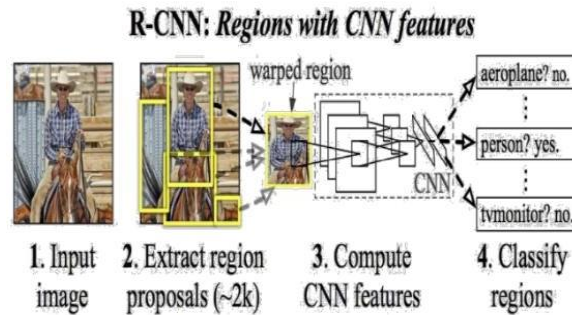 R-CNN: Regions with CNN features
warped region
aeroplane? no.
person? yes.
CNN
tvmonitor? no.
1. Input
image
2. Extract region
proposals (~2k)
3. Compute
CNN features
4. Classify
regions